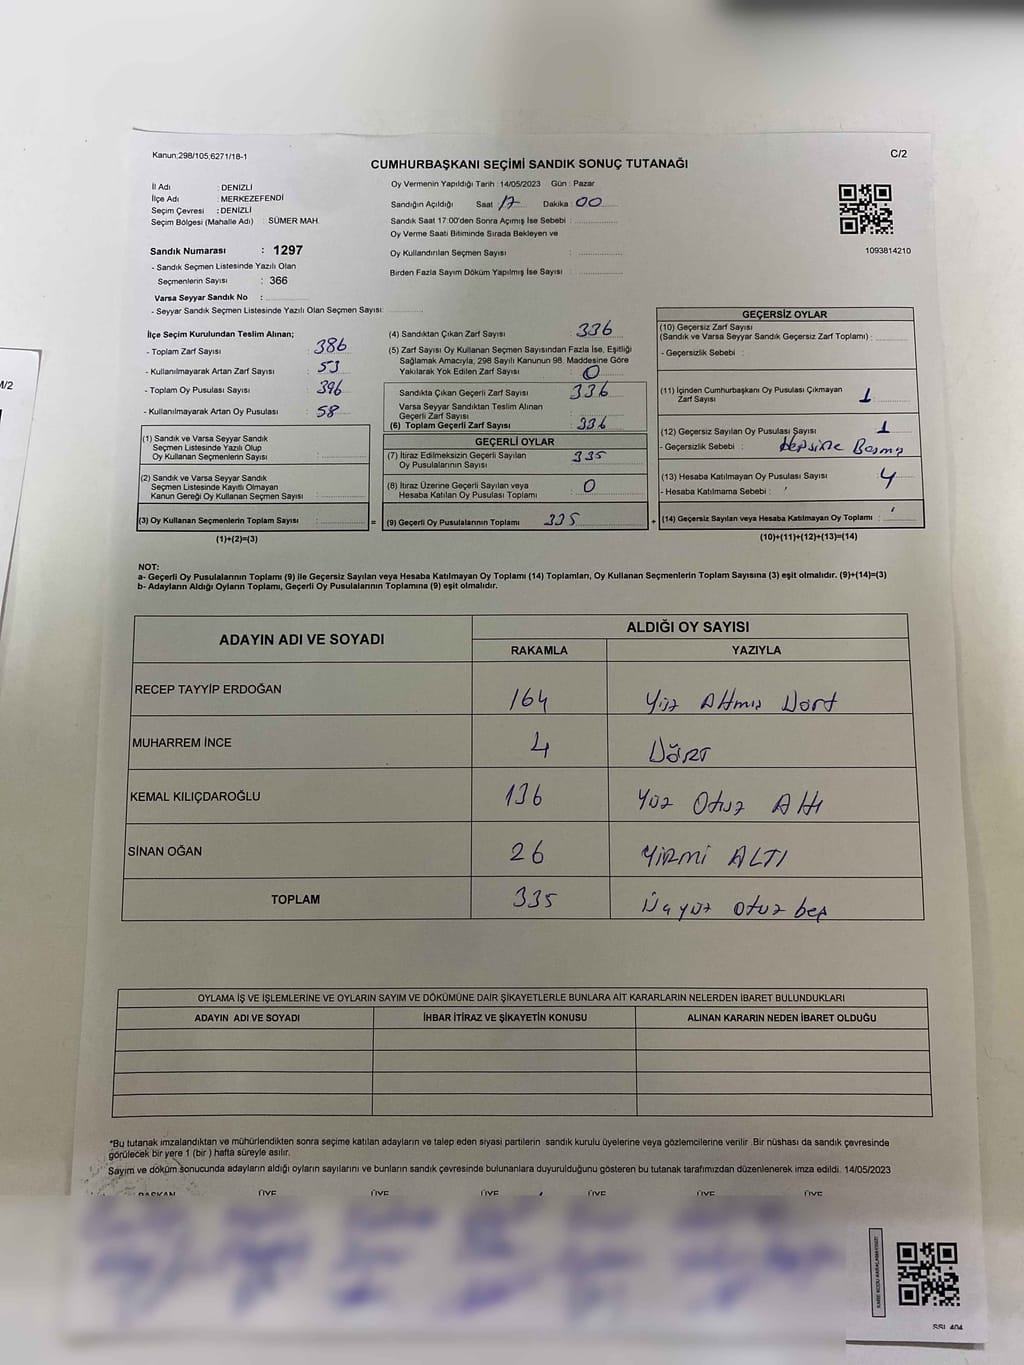 Kanun;298/105,6271/18-1
C/2
CUMHURBAŞKANI SEÇİMİ SANDIK SONUÇ TUTANAĞI
İl Adı : DENİZLİ
İlçe Adı : MERKEZEFENDİ
Seçim Çevresi : DENİZLİ
Seçim Bölgesi (Mahalle Adı) : SÜMER MAH.
Sandık Numarası : 1297
- Sandık Seçmen Listesinde Yazılı Olan
Seçmenlerin Sayısı : 366
Varsa Seyyar Sandık No :
- Seyyar Sandık Seçmen Listesinde Yazılı Olan Seçmen Sayısı:
Oy Vermenin Yapıldığı Tarih : 14/05/2023 Gün : Pazar
Sandığın Açıldığı Saat 17 Dakika : 00
Sandık Saat 17:00'den Sonra Açımış İse Sebebi :
Oy Verme Saati Bitiminde Sırada Bekleyen ve
Oy Kullandırılan Seçmen Sayısı :
Birden Fazla Sayım Döküm Yapılmış İse Sayısı :
1093814210
İlçe Seçim Kurulundan Teslim Alınan;
- Toplam Zarf Sayısı : 386
- Kullanılmayarak Artan Zarf Sayısı : 53
- Toplam Oy Pusulası Sayısı : 396
- Kullanılmayarak Artan Oy Pusulası : 58
(1) Sandık ve Varsa Seyyar Sandık
Seçmen Listesinde Yazılı Olup
Oy Kullanan Seçmenlerin Sayısı :
(2) Sandık ve Varsa Seyyar Sandık
Seçmen Listesinde Kayıtlı Olmayan
Kanun Gereği Oy Kullanan Seçmen Sayısı :
(3) Oy Kullanan Seçmenlerin Toplam Sayısı :
(1)+(2)=(3)
(4) Sandıktan Çıkan Zarf Sayısı : 336
(5) Zarf Sayısı Oy Kullanan Seçmen Sayısından Fazla İse, Eşitliği
Sağlamak Amacıyla; 298 Sayılı Kanunun 98. Maddesine Göre
Yakılarak Yok Edilen Zarf Sayısı : 0
Sandıkta Çıkan Geçerli Zarf Sayısı : 336
Varsa Seyyar Sandıktan Teslim Alınan
Geçerli Zarf Sayısı :
(6) Toplam Geçerli Zarf Sayısı : 336
GEÇERLİ OYLAR
(7) İtiraz Edilmeksizin Geçerli Sayılan : 335
Oy Pusulalarının Sayısı
(8) İtiraz Üzerine Geçerli Sayılan veya : 0
Hesaba Katılan Oy Pusulası Toplamı
= (9) Geçerli Oy Pusulalarının Toplamı 335
GEÇERSİZ OYLAR
(10) Geçersiz Zarf Sayısı
(Sandık ve Varsa Seyyar Sandık Geçersiz Zarf Toplamı) :
- Geçersizlik Sebebi :
(11) İçinden Cumhurbaşkanı Oy Pusulası Çıkmayan
Zarf Sayısı : 1
(12) Geçersiz Sayılan Oy Pusulası Sayısı : 1
- Geçersizlik Sebebi : Hepsine Basmış
(13) Hesaba Katılmayan Oy Pusulası Sayısı : 4
- Hesaba Katılmama Sebebi :
+ (14) Geçersiz Sayılan veya Hesaba Katılmayan Oy Toplamı :
(10)+(11)+(12)+(13)=(14)
NOT:
a- Geçerli Oy Pusulalarının Toplamı (9) ile Geçersiz Sayılan veya Hesaba Katılmayan Oy Toplamı (14) Toplamları, Oy Kullanan Seçmenlerin Toplam Sayısına (3) eşit olmalıdır. (9)+(14)=(3)
b- Adayların Aldığı Oyların Toplamı, Geçerli Oy Pusulalarının Toplamına (9) eşit olmalıdır.
ADAYIN ADI VE SOYADI
ALDIĞI OY SAYISI
RAKAMLA YAZIYLA
RECEP TAYYİP ERDOĞAN 164 Yüz Altmış Dört
MUHARREM İNCE 4 Dört
KEMAL KILIÇDAROĞLU 136 Yüz Otuz Altı
SİNAN OĞAN 26 YİRMİ ALTI
TOPLAM 335 Üçyüz otuz beş
OYLAMA İŞ VE İŞLEMLERİNE VE OYLARIN SAYIM VE DÖKÜMÜNE DAİR ŞİKAYETLERLE BUNLARA AİT KARARLARIN NELERDEN İBARET BULUNDUKLARI
ADAYIN ADI VE SOYADI İHBAR İTİRAZ VE ŞİKAYETİN KONUSU ALINAN KARARIN NEDEN İBARET OLDUĞU
*Bu tutanak imzalandıktan ve mühürlendikten sonra seçime katılan adayların ve talep eden siyasi partilerin sandık kurulu üyelerine veya gözlemcilerine verilir .Bir nüshası da sandık çevresinde
görülecek bir yere 1 (bir ) hafta süreyle asılır.
Sayım ve döküm sonucunda adayların aldığı oyların sayılarını ve bunların sandık çevresinde bulunanlara duyurulduğunu gösteren bu tutanak tarafımızdan düzenlenerek imza edildi. 14/05/2023
BAŞKAN ÜYE ÜYE ÜYE ÜYE ÜYE ÜYE